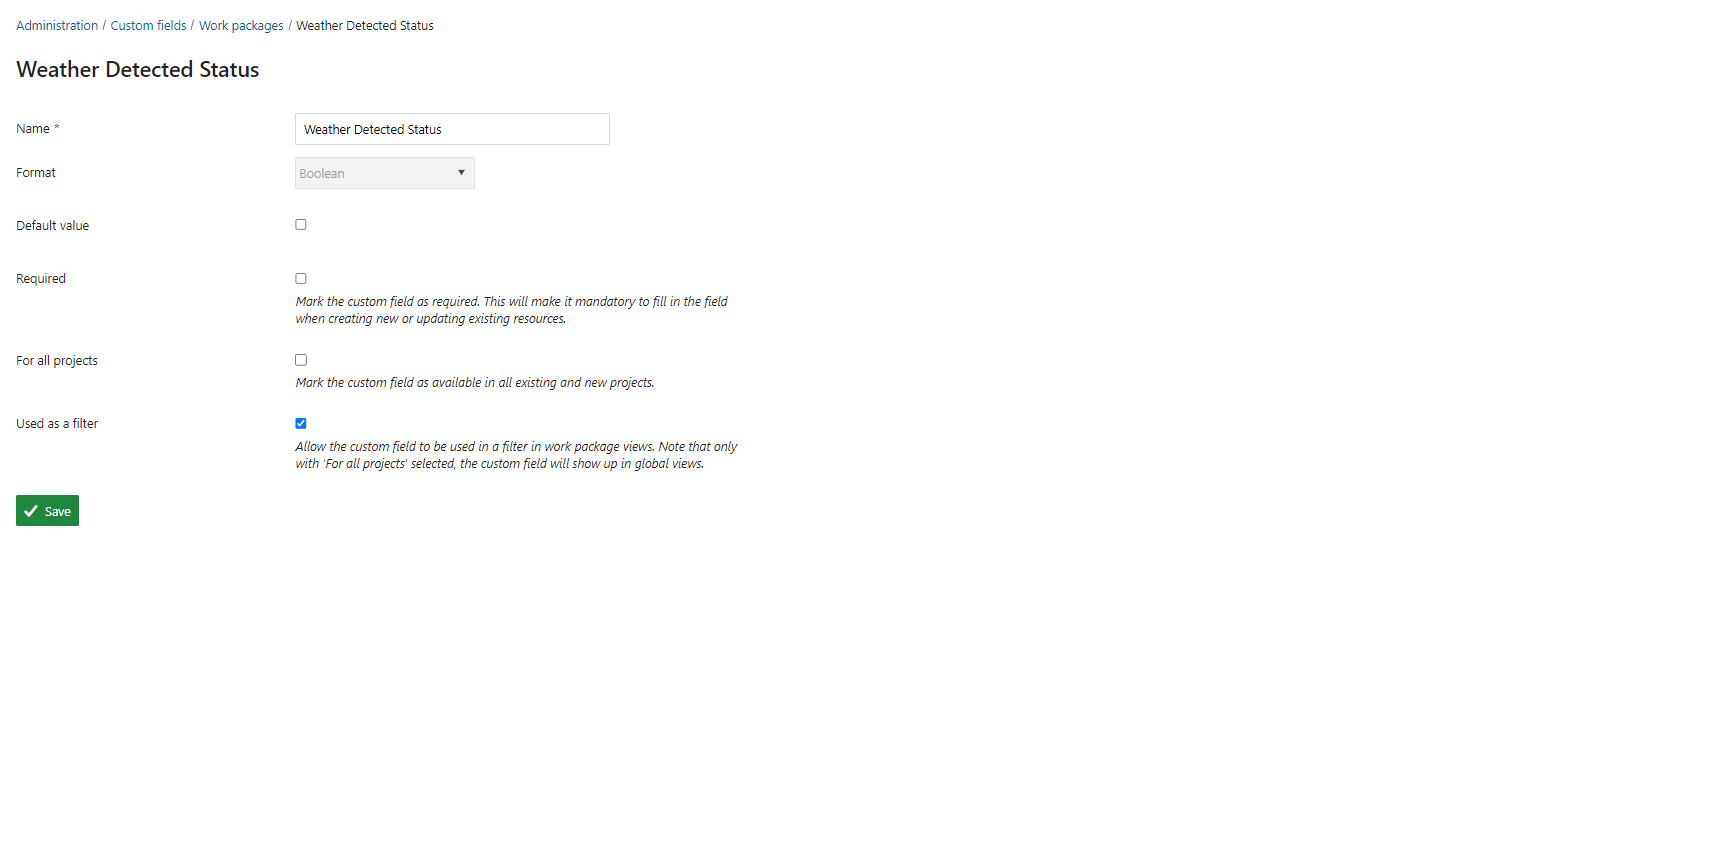 Administration / Custom fields / Work packages / Weather Detected Status
Weather Detected Status
Name *
Weather Detected Status
Format
Boolean
Default value
Required
Mark the custom field as required. This will make it mandatory to fill in the field
when creating new or updating existing resources.
For all projects
Mark the custom field as available in all existing and new projects.
Used as a filter
Allow the custom field to be used in a filter in work package views. Note that only
with 'For all projects' selected, the custom field will show up in global views.
Save